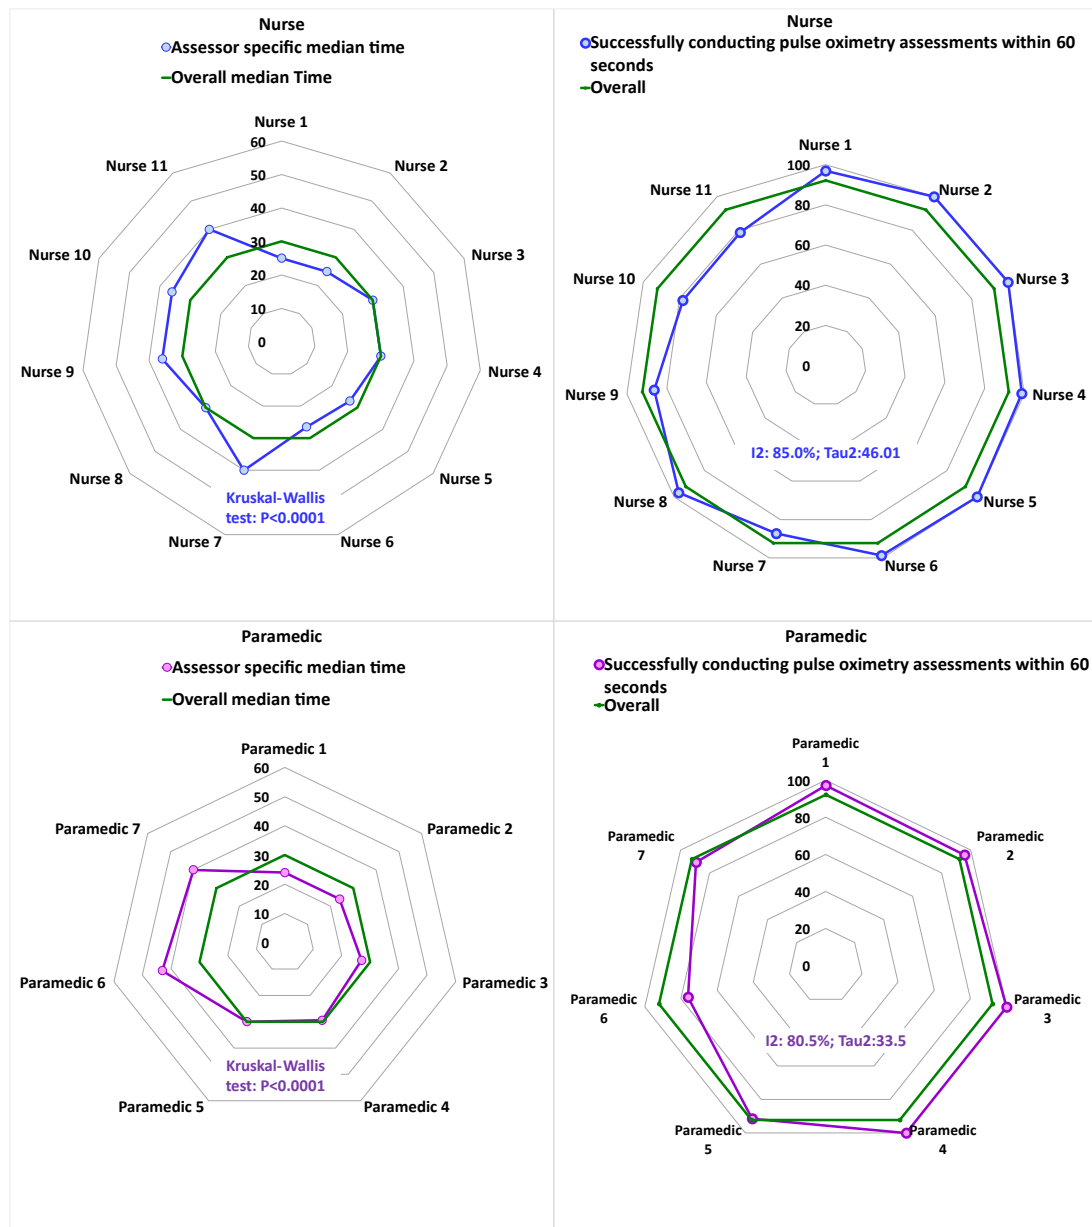 Nurse
Assessor specific median time
Overall median Time
Nurse 1
60
Nurse 11
Nurse 2
50
40
Nurse 10
Nurse 3
30
20
10
0
Nurse 9
Nurse 4
Nurse 8
Nurse 5
Kruskal-Wallis
test: P<0.0001
Nurse 7
Nurse 6
Nurse
Successfully conducting pulse oximetry assessments within 60
seconds
Overall
Nurse 1
100
Nurse 11
Nurse 2
80
60
Nurse 10
Nurse 3
40
20
0
Nurse 9
Nurse 4
I2: 85.0%; Tau2:46.01
Nurse 8
Nurse 5
Nurse 7
Nurse 6
Paramedic
Assessor specific median time
Overall median time
Paramedic 1
60
50
Paramedic 7
Paramedic 2
40
30
20
10
0
Paramedic 6
Paramedic 3
Kruskal-Wallis
test: P<0.0001
Paramedic 5
Paramedic 4
Paramedic
Successfully conducting pulse oximetry assessments within 60
seconds
Overall
Paramedic
1
100
Paramedic
7
Paramedic
2
80
60
40
20
0
Paramedic
6
Paramedic
3
I2: 80.5%; Tau2:33.5
Paramedic
5
Paramedic
4